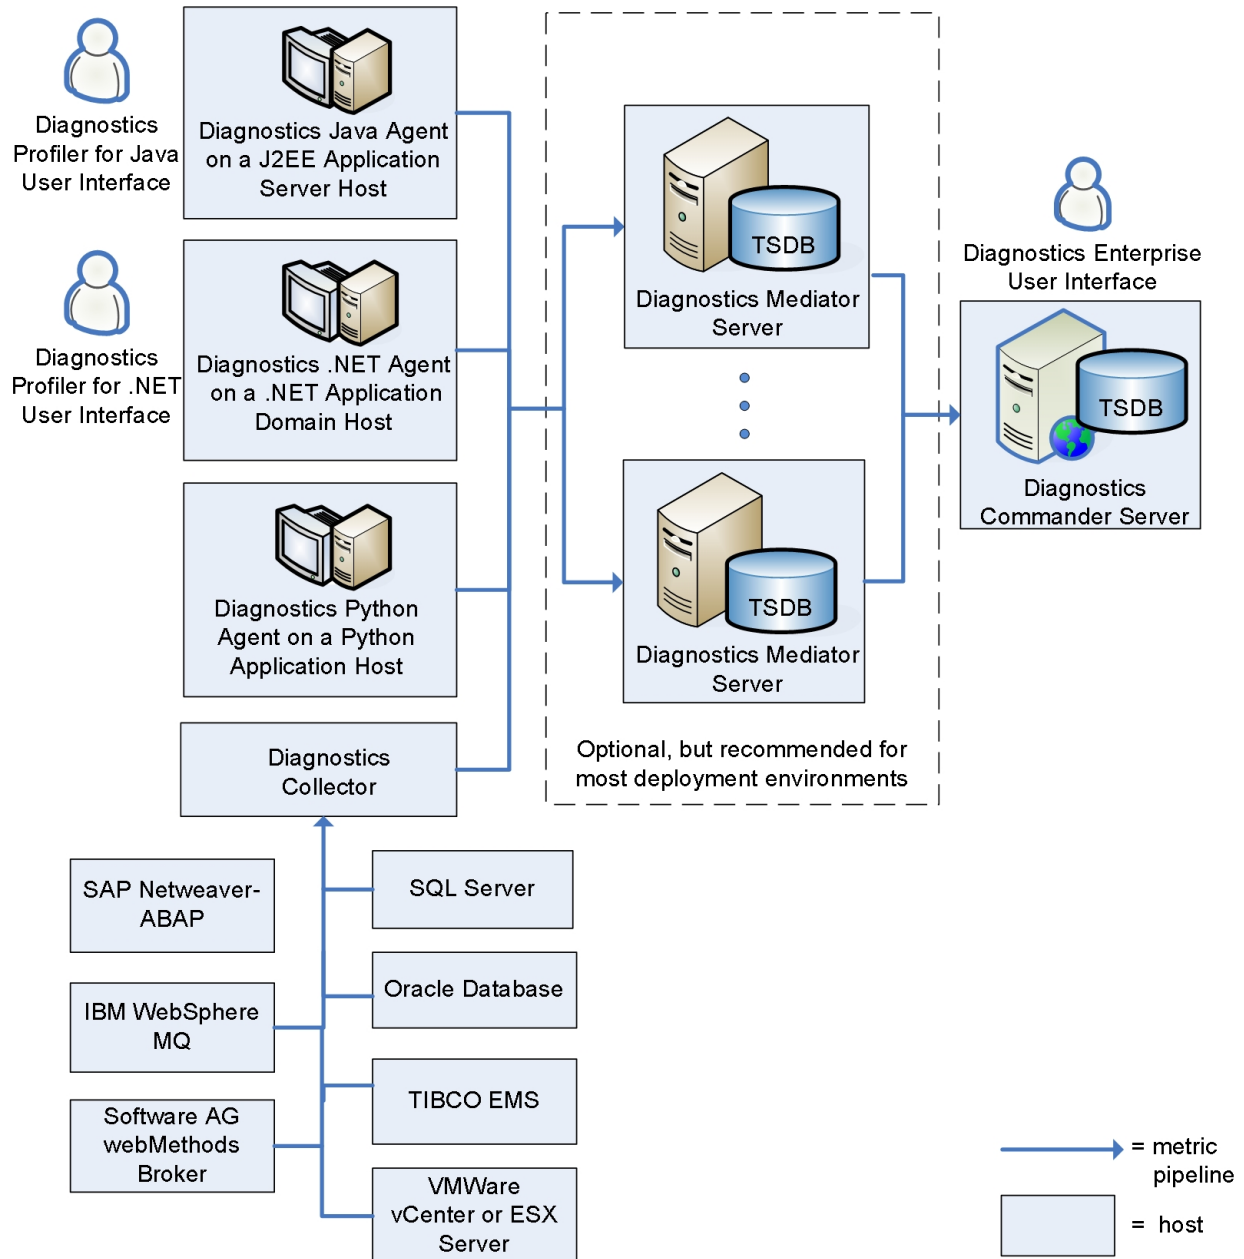 Diagnostics
Profiler for Java
User Interface
Diagnostics Java Agent
on a J2EE Application
Server Host
Diagnostics
Profiler for .NET
User Interface
Diagnostics .NET Agent
on a .NET Application
Domain Host
Diagnostics Python
Agent on a Python
Application Host
Diagnostics
Collector
TSDB
Diagnostics Mediator
Server
TSDB
Diagnostics Mediator
Server
Optional, but recommended for
most deployment environments
Diagnostics Enterprise
User Interface
TSDB
Diagnostics
Commander Server
SAP Netweaver-
ABAP
SQL Server
IBM WebSphere
MQ
Oracle Database
Software AG
webMethods
Broker
TIBCO EMS
VMWare
vCenter or ESX
Server
= metric
pipeline
= host